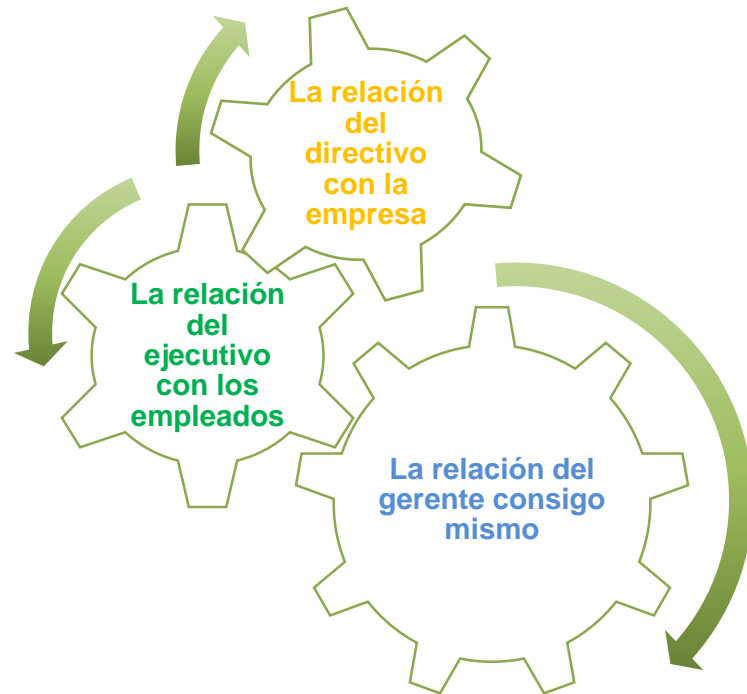 La relación
del
directivo
con la
empresa
La relación
del
ejecutivo
con los
empleados
La relación del
gerente consigo
mismo